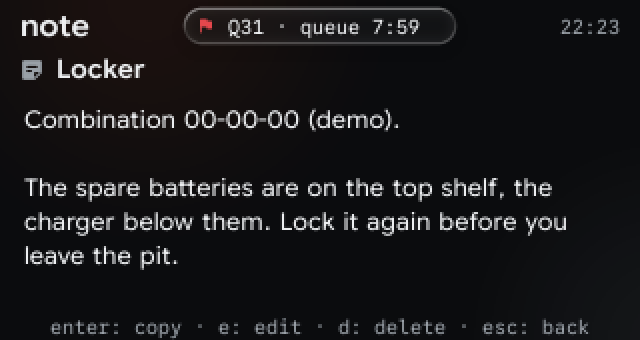 note
Q31 · queue 7:59
22:23
Locker
Combination 00-00-00 (demo).
The spare batteries are on the top shelf, the
charger below them. Lock it again before you
leave the pit.
enter: copy · e: edit · d: delete · esc: back